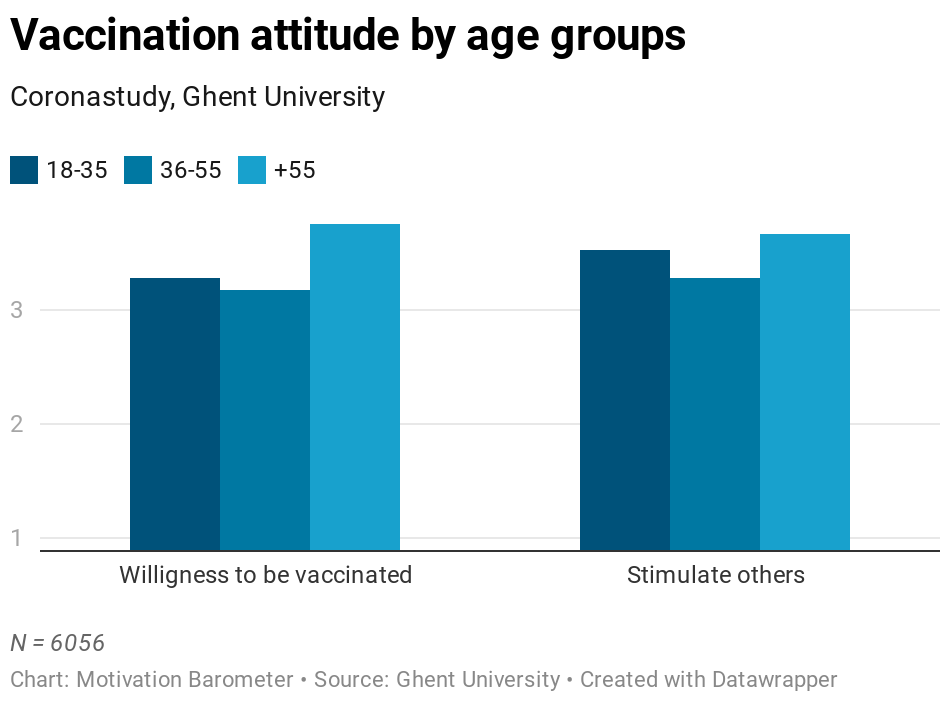 Vaccination attitude by age groups
Coronastudy, Ghent University
18-35 36-55 +55
3
2
1
Willigness to be vaccinated Stimulate others
N = 6056
Chart: Motivation Barometer • Source: Ghent University • Created with Datawrapper